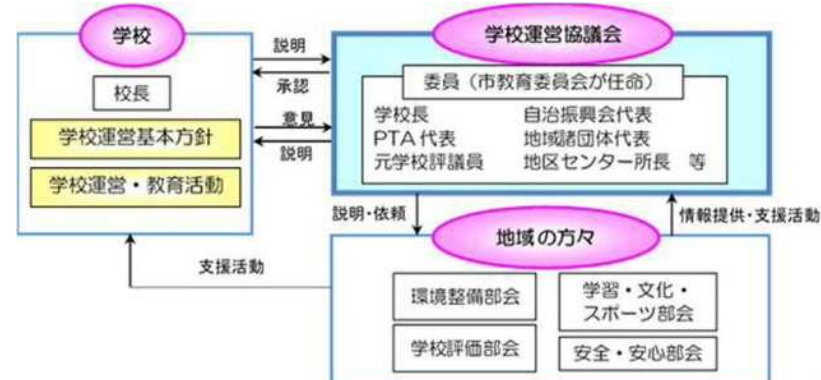 学校
校長
学校運営基本方針
学校運営・教育活動
説明
承認
意見
説明
学校運営協議会
委員（市教育委員会が任命）
学校長 自治振興会代表
PTA代表 地域諸団体代表
元学校評議員 地区センター所長 等
説明・依頼
情報提供・支援活動
支援活動
地域の方々
環境整備部会
学習・文化・
スポーツ部会
学校評価部会
安全・安心部会